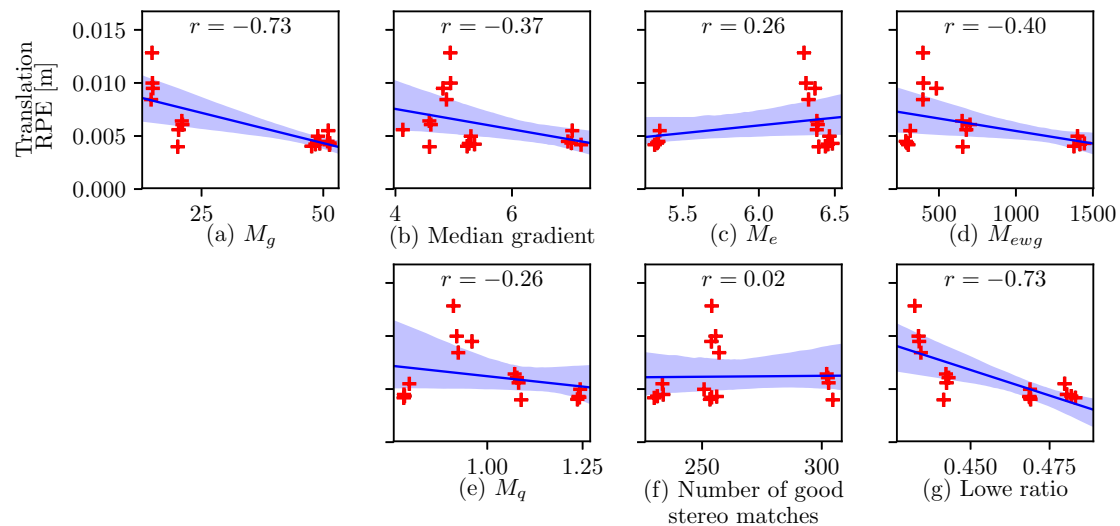 r = −0.73
r = −0.37
r = 0.26
r = −0.40
Translation
RPE [m]
0.015
0.010
0.005
0.000
25 50
4 6
5.5 6.0 6.5
500 1000 1500
(a) M_g
(b) Median gradient
(c) M_e
(d) M_ewg
r = −0.26
r = 0.02
r = −0.73
1.00 1.25
250 300
0.450 0.475
(e) M_q
(f) Number of good
stereo matches
(g) Lowe ratio